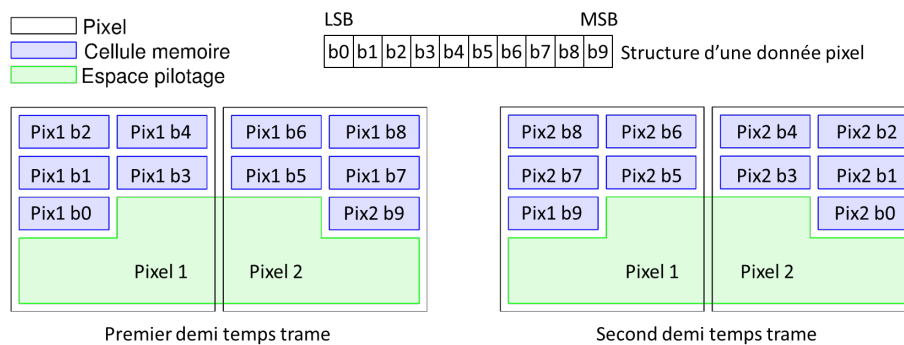 LSB MSB
Pixel
Cellule memoire
Espace pilotage
b0 b1 b2 b3 b4 b5 b6 b7 b8 b9 Structure d'une donnée pixel
Pix1 b2 Pix1 b4 Pix1 b6 Pix1 b8
Pix1 b1 Pix1 b3 Pix1 b5 Pix1 b7
Pix1 b0 Pix2 b9
Pixel 1 Pixel 2
Premier demi temps trame
Pix2 b8 Pix2 b6 Pix2 b4 Pix2 b2
Pix2 b7 Pix2 b5 Pix2 b3 Pix2 b1
Pix1 b9 Pix2 b0
Pixel 1 Pixel 2
Second demi temps trame